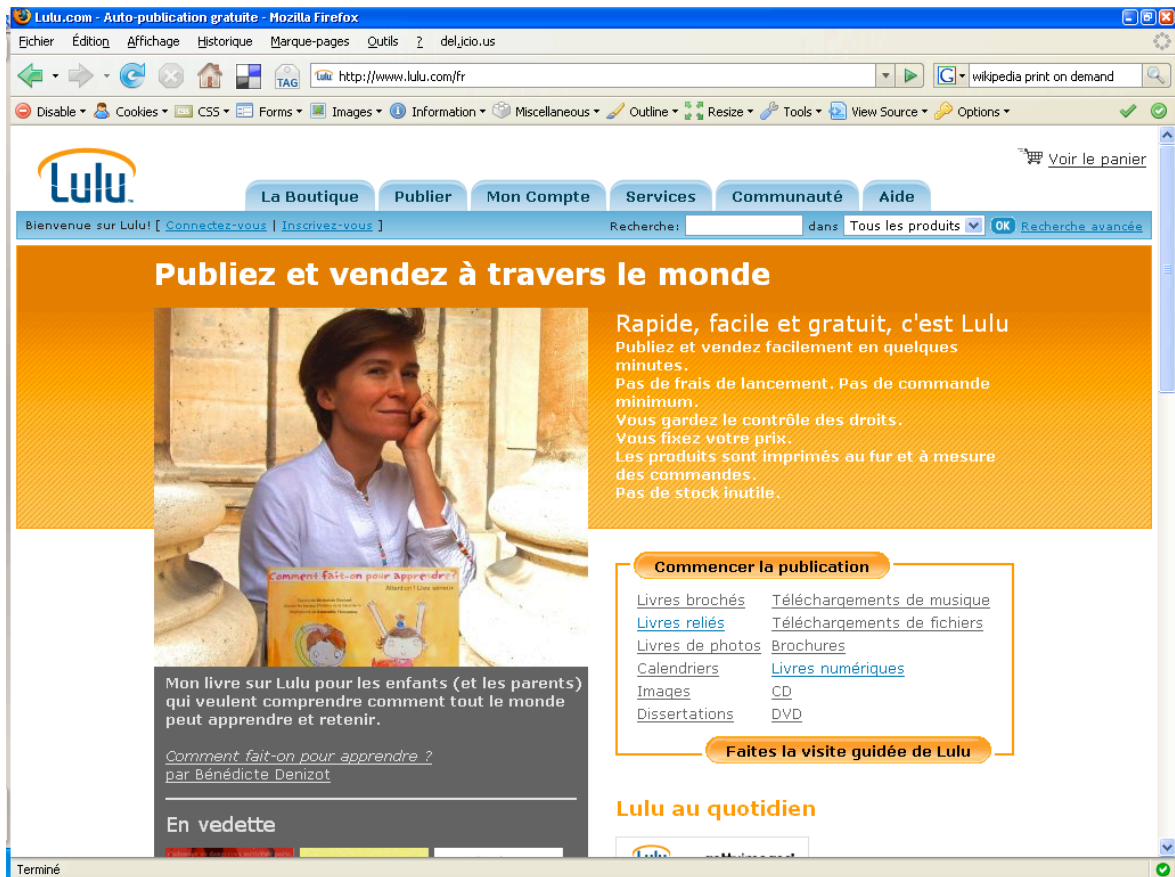 Lulu.com - Auto-publication gratuite - Mozilla Firefox
Fichier Édition Affichage Historique Marque-pages Outils ? del.icio.us
TAG Lulu http://www.lulu.com/fr G wikipedia print on demand
Disable Cookies CSS Forms Images Information Miscellaneous Outline Resize Tools View Source Options
Voir le panier
Lulu
La Boutique Publier Mon Compte Services Communauté Aide
Bienvenue sur Lulu! [ Connectez-vous | Inscrivez-vous ] Recherche: dans Tous les produits OK Recherche avancée
Publiez et vendez à travers le monde
Rapide, facile et gratuit, c'est Lulu
Publiez et vendez facilement en quelques
minutes.
Pas de frais de lancement. Pas de commande
minimum.
Vous gardez le contrôle des droits.
Vous fixez votre prix.
Les produits sont imprimés au fur et à mesure
des commandes.
Pas de stock inutile.
Comment fait-on pour apprendre?
Attention ! Livre sérieux
Mon livre sur Lulu pour les enfants (et les parents)
qui veulent comprendre comment tout le monde
peut apprendre et retenir.
Comment fait-on pour apprendre ?
par Bénédicte Denizot
En vedette
Commencer la publication
Livres brochés Téléchargements de musique
Livres reliés Téléchargements de fichiers
Livres de photos Brochures
Calendriers Livres numériques
Images CD
Dissertations DVD
Faites la visite guidée de Lulu
Lulu au quotidien
Terminé